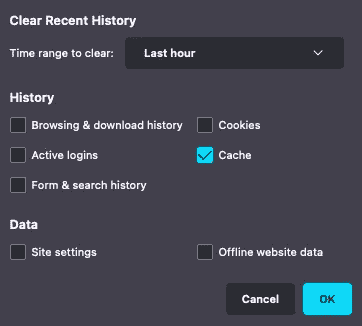 Clear Recent History
Time range to clear: Last hour
History
Browsing & download history Cookies
Active logins Cache
Form & search history
Data
Site settings Offline website data
Cancel OK